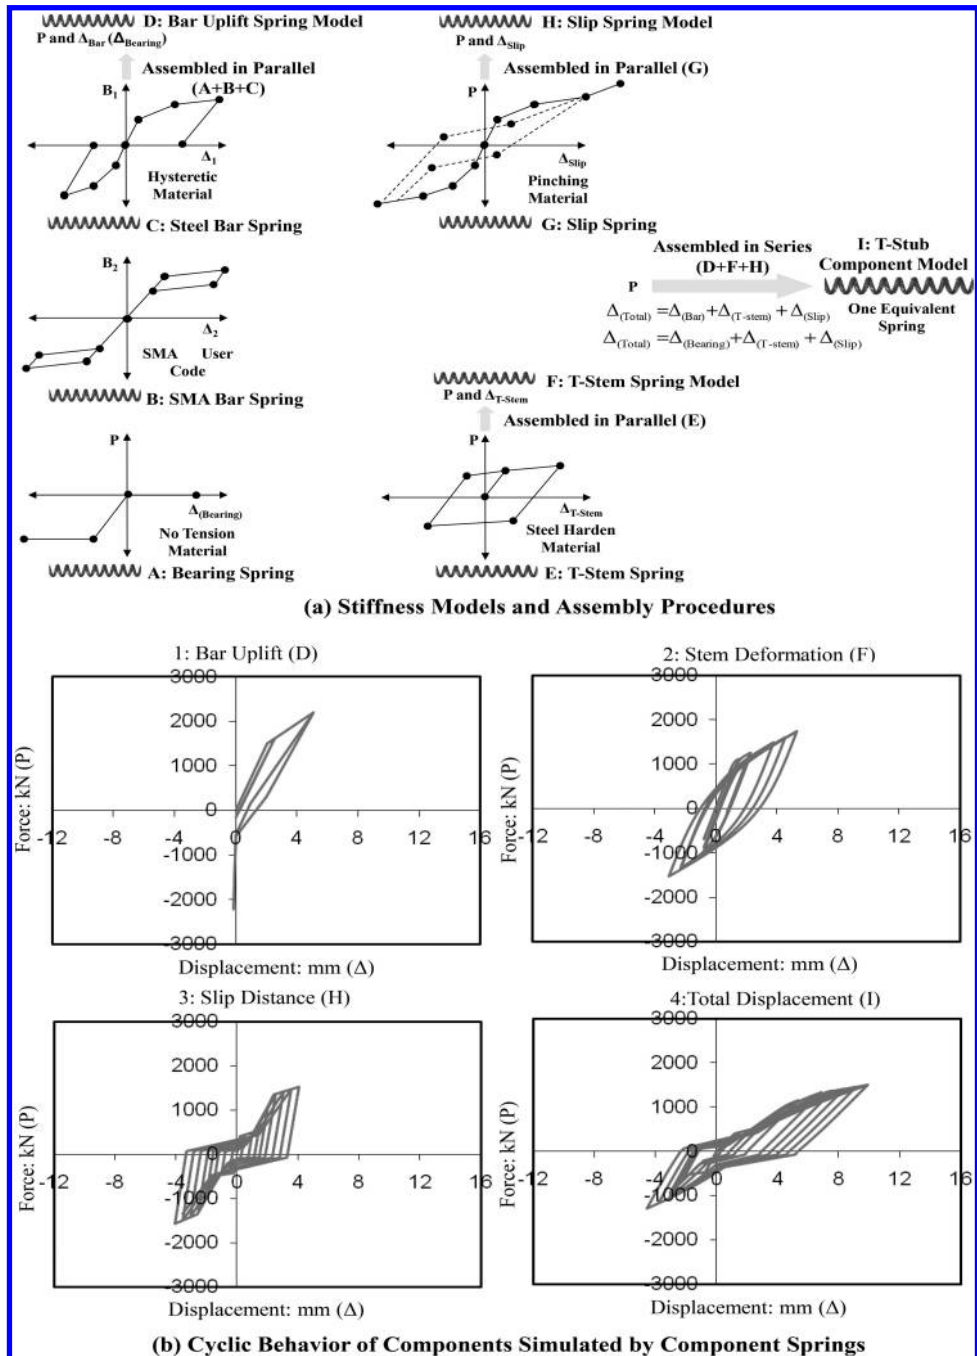 D: Bar Uplift Spring Model
P and ΔBar (ΔBearing)
Assembled in Parallel
(A+B+C)
B1
Δ1
Hysteretic
Material
C: Steel Bar Spring
B2
Δ2
SMA User
Code
B: SMA Bar Spring
P
Δ(Bearing)
No Tension
Material
A: Bearing Spring
H: Slip Spring Model
P and ΔSlip
Assembled in Parallel (G)
P
ΔSlip
Pinching
Material
G: Slip Spring
Assembled in Series
(D+F+H)
P
Δ(Total) =Δ(Bar)+Δ(T-stem) + Δ(Slip)
Δ(Total) =Δ(Bearing)+Δ(T-stem) + Δ(Slip)
I: T-Stub
Component Model
One Equivalent
Spring
F: T-Stem Spring Model
P and ΔT-Stem
Assembled in Parallel (E)
P
ΔT-Stem
Steel Harden
Material
E: T-Stem Spring
(a) Stiffness Models and Assembly Procedures
1: Bar Uplift (D)
3000
2000
1000
0
-12 -8 -4 0 4 8 12 16
-1000
-2000
-3000
Force: kN (P)
Displacement: mm (Δ)
2: Stem Deformation (F)
3000
2000
1000
0
-12 -8 -4 0 4 8 12 16
-1000
-2000
-3000
Force: kN (P)
Displacement: mm (Δ)
3: Slip Distance (H)
3000
2000
1000
0
-12 -8 -4 0 4 8 12 16
-1000
-2000
-3000
Force: kN (P)
Displacement: mm (Δ)
4:Total Displacement (I)
3000
2000
1000
0
-12 -8 -4 0 4 8 12 16
-1000
-2000
-3000
Force: kN (P)
Displacement: mm (Δ)
(b) Cyclic Behavior of Components Simulated by Component Springs